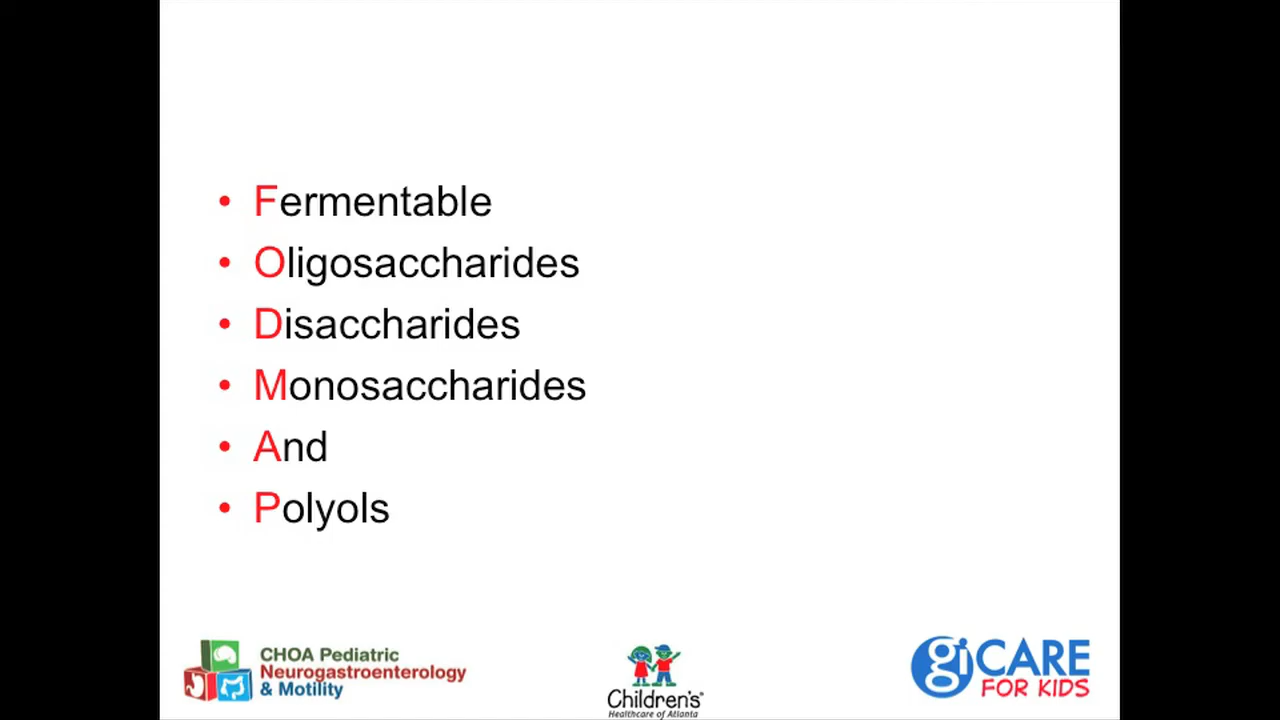 • Fermentable
• Oligosaccharides
• Disaccharides
• Monosaccharides
• And
• Polyols
CHOA Pediatric
Neurogastroenterology
& Motility
Children's®
Healthcare of Atlanta
gi CARE
FOR KIDS